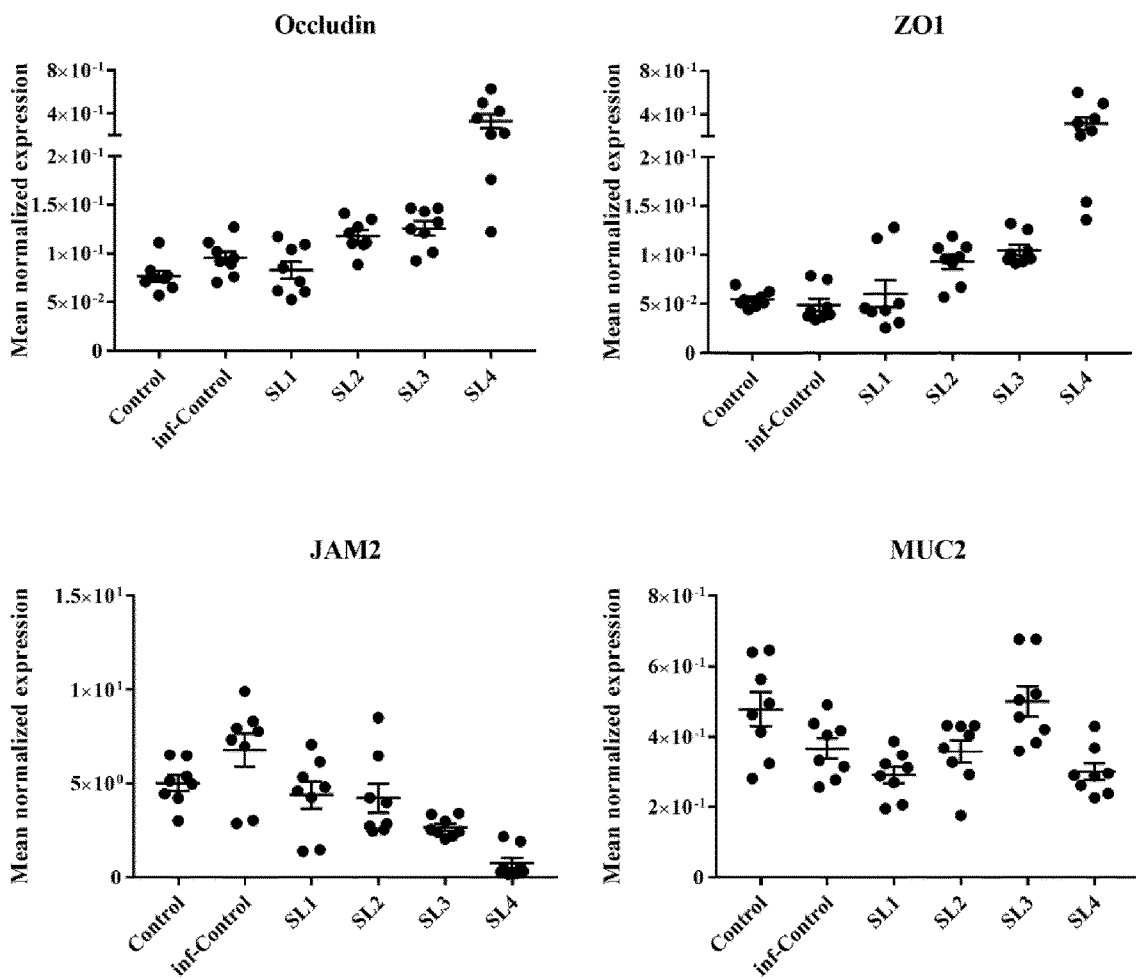 Occludin
Mean normalized expression
8×10⁻¹
4×10⁻¹
2×10⁻¹
1.5×10⁻¹
1×10⁻¹
5×10⁻²
0
Control
inf-Control
SL1
SL2
SL3
SL4
ZO1
Mean normalized expression
8×10⁻¹
4×10⁻¹
2×10⁻¹
1.5×10⁻¹
1×10⁻¹
5×10⁻²
0
Control
inf-Control
SL1
SL2
SL3
SL4
JAM2
Mean normalized expression
1.5×10¹
1×10¹
5×10⁰
0
Control
inf-Control
SL1
SL2
SL3
SL4
MUC2
Mean normalized expression
8×10⁻¹
6×10⁻¹
4×10⁻¹
2×10⁻¹
0
Control
inf-Control
SL1
SL2
SL3
SL4